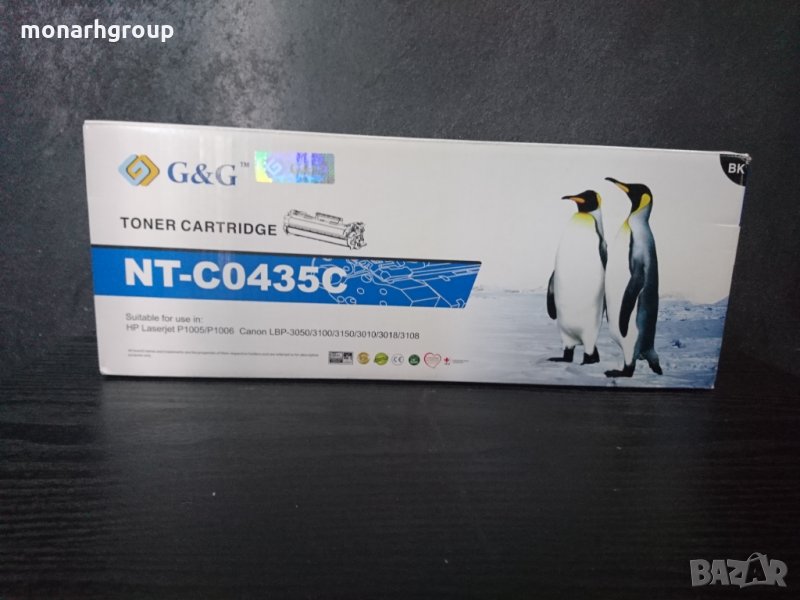 monarhgroup
G&G™
BK
TONER CARTRIDGE
NT-C0435C
Suitable for use in:
HP Laserjet P1005/P1006 Canon LBP-3050/3100/3150/3010/3018/3108
BAZAR